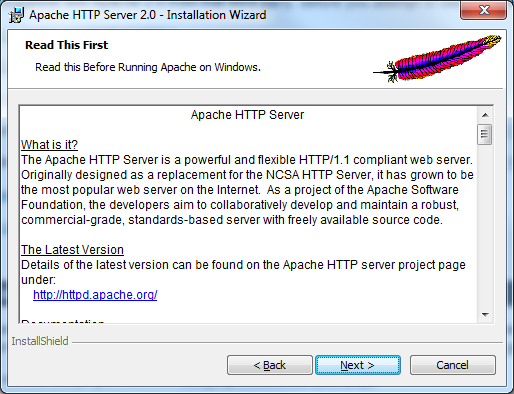 Apache HTTP Server 2.0 - Installation Wizard
Read This First
Read this Before Running Apache on Windows.
Apache HTTP Server
What is it?
The Apache HTTP Server is a powerful and flexible HTTP/1.1 compliant web server.
Originally designed as a replacement for the NCSA HTTP Server, it has grown to be
the most popular web server on the Internet.  As a project of the Apache Software
Foundation, the developers aim to collaboratively develop and maintain a robust,
commercial-grade, standards-based server with freely available source code.
The Latest Version
Details of the latest version can be found on the Apache HTTP server project page
under:
http://httpd.apache.org/
Documentation
InstallShield
< Back
Next >
Cancel